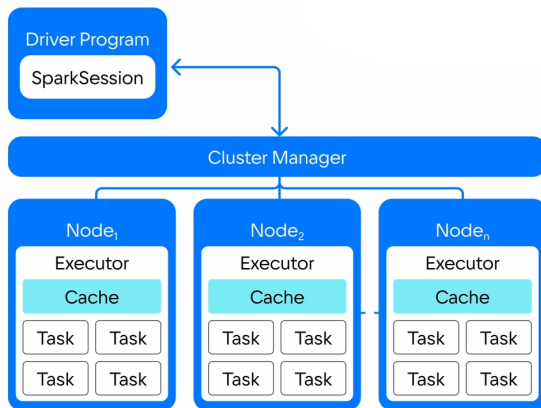 Driver Program
SparkSession
Cluster Manager
Node₁
Executor
Cache
Task Task
Task Task
Node₂
Executor
Cache
Task Task
Task Task
Nodeₙ
Executor
Cache
Task Task
Task Task